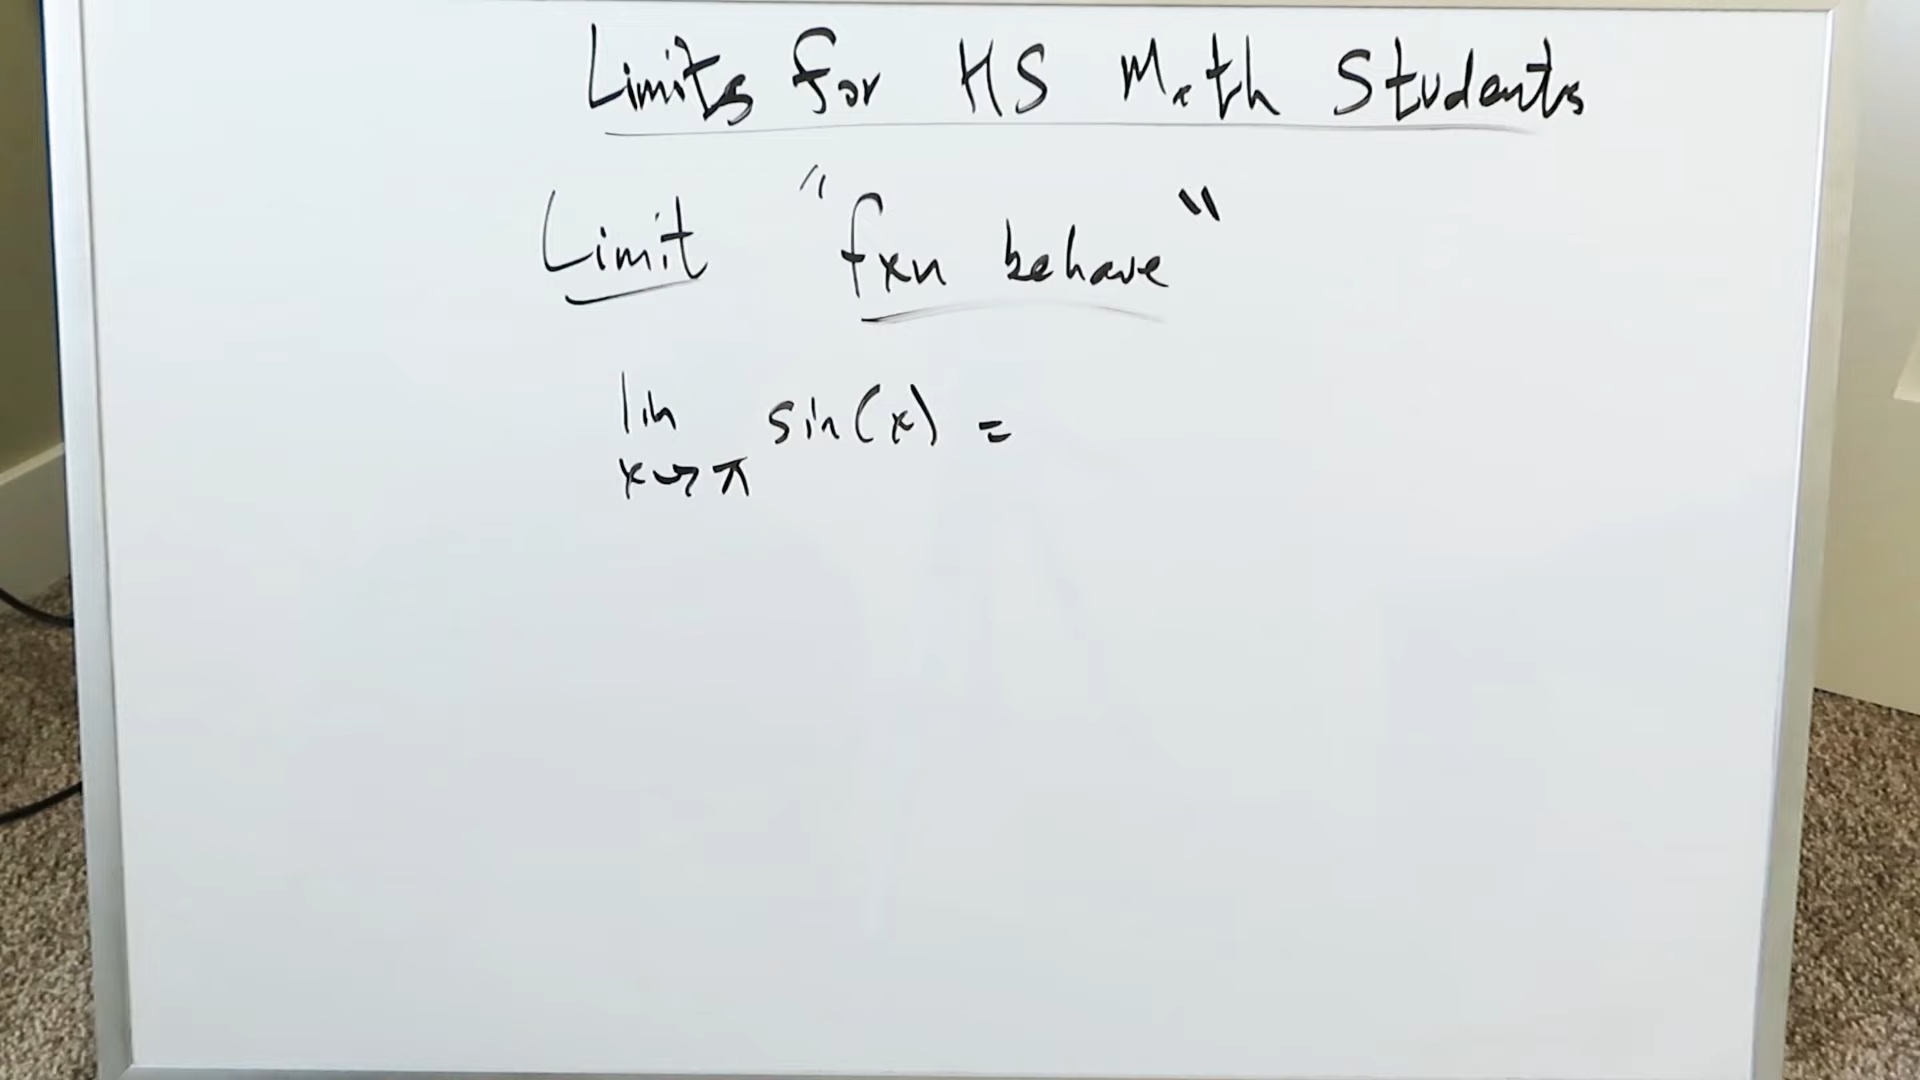 Limits for HS Math Students
Limit "fxn behave"
lim sin(x) =
x→π